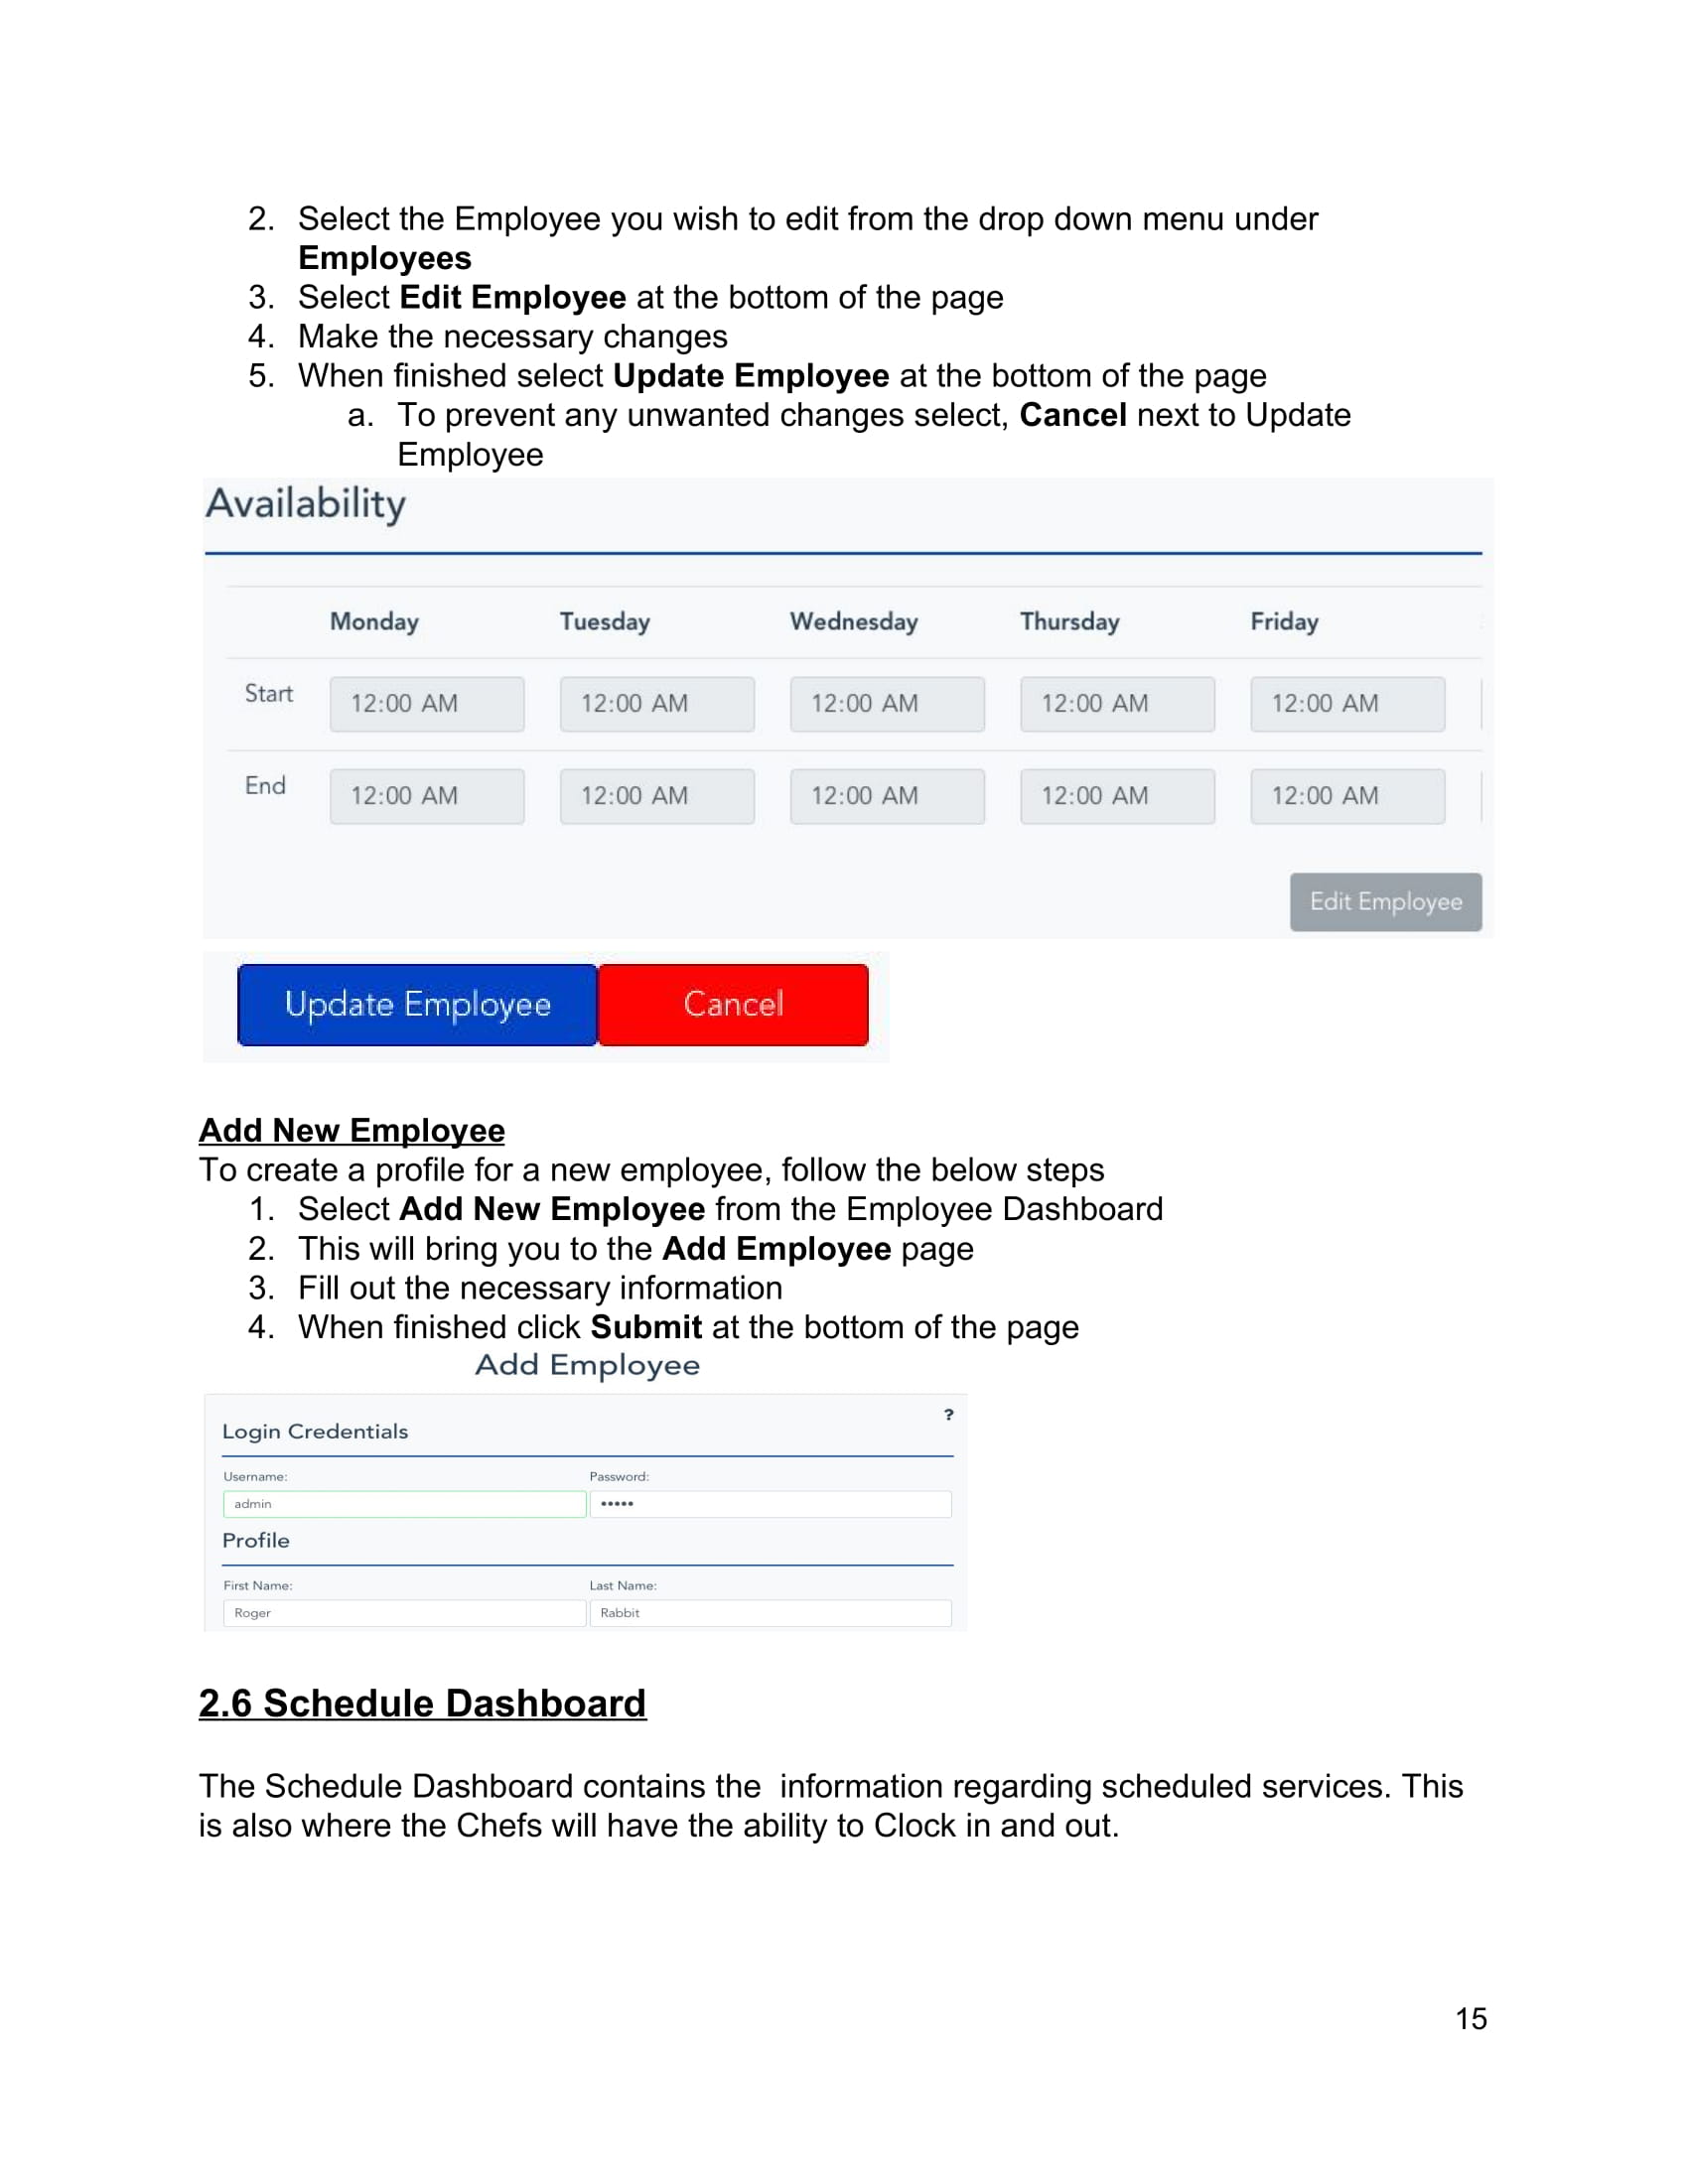 2. Select the Employee you wish to edit from the drop down menu under
Employees
3. Select Edit Employee at the bottom of the page
4. Make the necessary changes
5. When finished select Update Employee at the bottom of the page
a. To prevent any unwanted changes select, Cancel next to Update
Employee
Availability
Monday Tuesday Wednesday Thursday Friday
Start 12:00 AM 12:00 AM 12:00 AM 12:00 AM 12:00 AM
End 12:00 AM 12:00 AM 12:00 AM 12:00 AM 12:00 AM
Edit Employee
Update Employee Cancel
Add New Employee
To create a profile for a new employee, follow the below steps
1. Select Add New Employee from the Employee Dashboard
2. This will bring you to the Add Employee page
3. Fill out the necessary information
4. When finished click Submit at the bottom of the page
Add Employee
?
Login Credentials
Username: Password:
admin •••••
Profile
First Name: Last Name:
Roger Rabbit
2.6 Schedule Dashboard
The Schedule Dashboard contains the  information regarding scheduled services. This
is also where the Chefs will have the ability to Clock in and out.
15